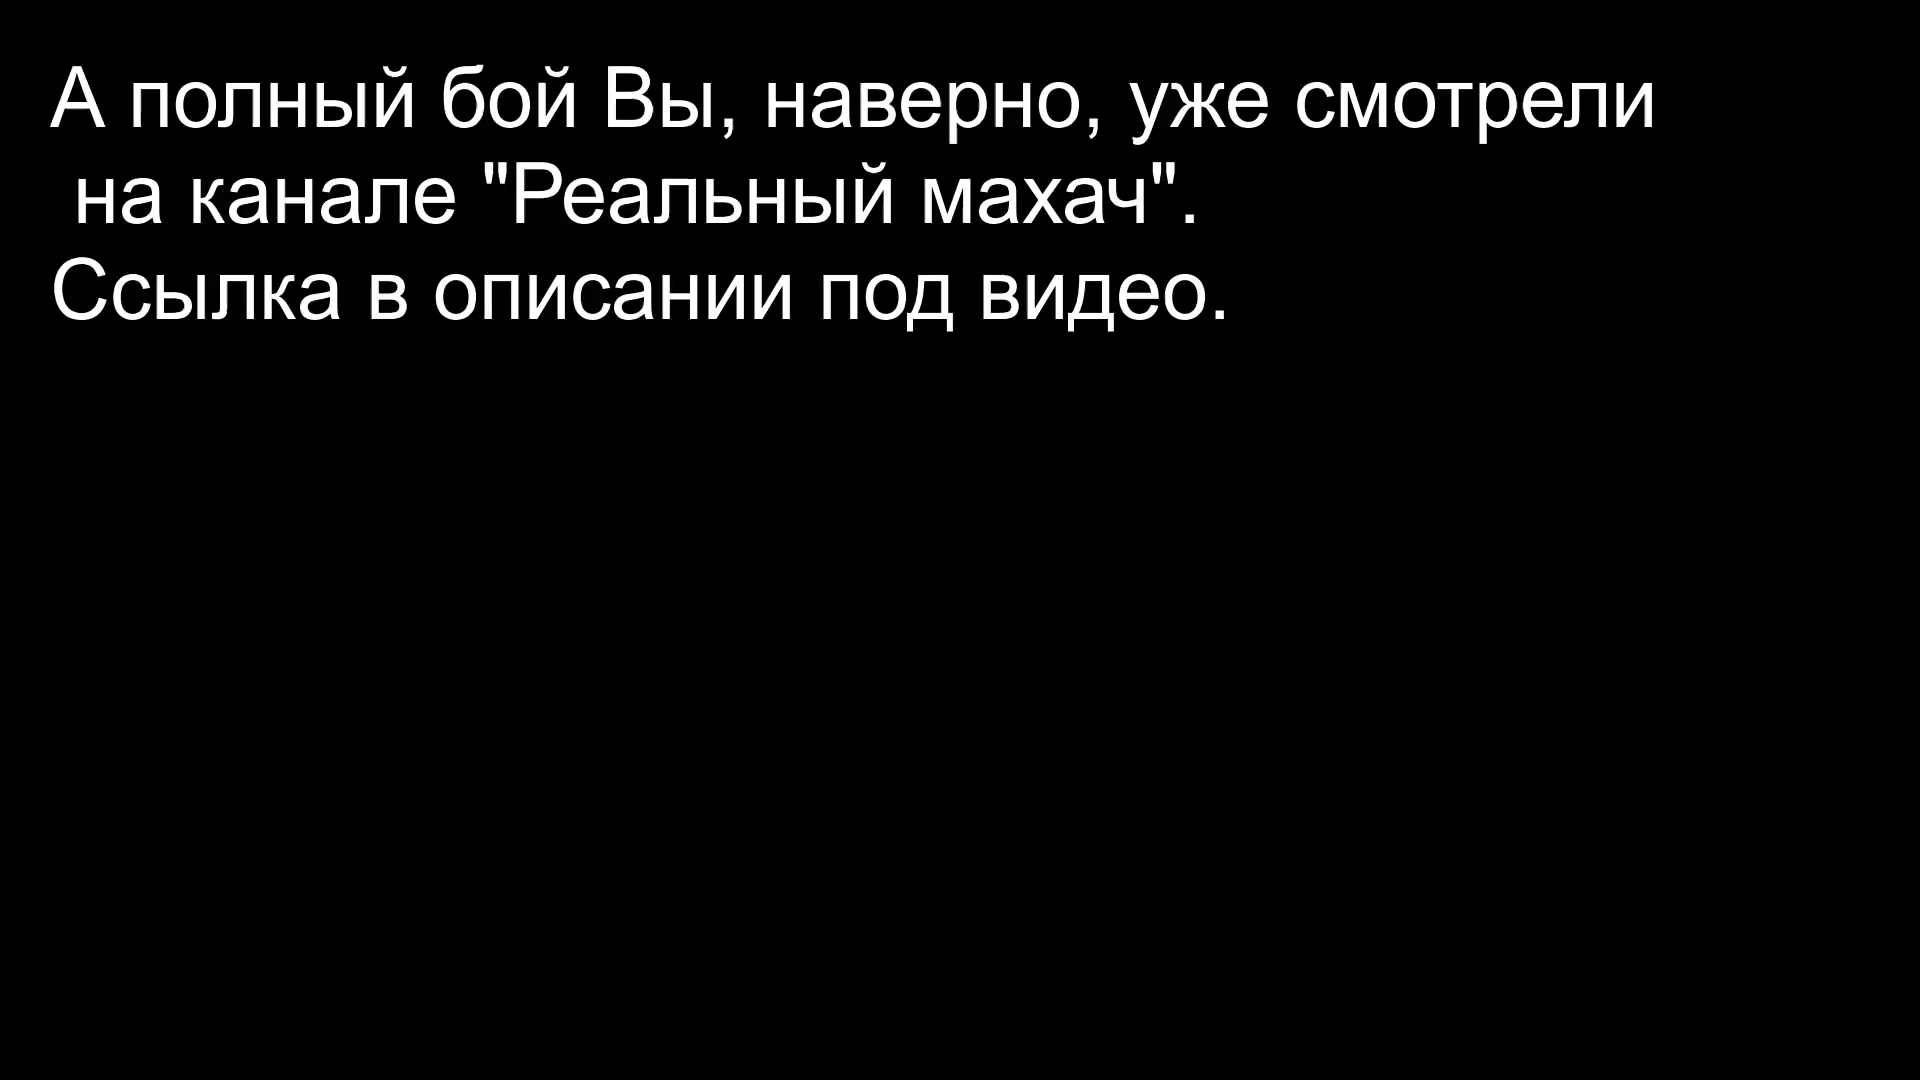 А полный бой Вы, наверно, уже смотрели
на канале "Реальный махач".
Ссылка в описании под видео.